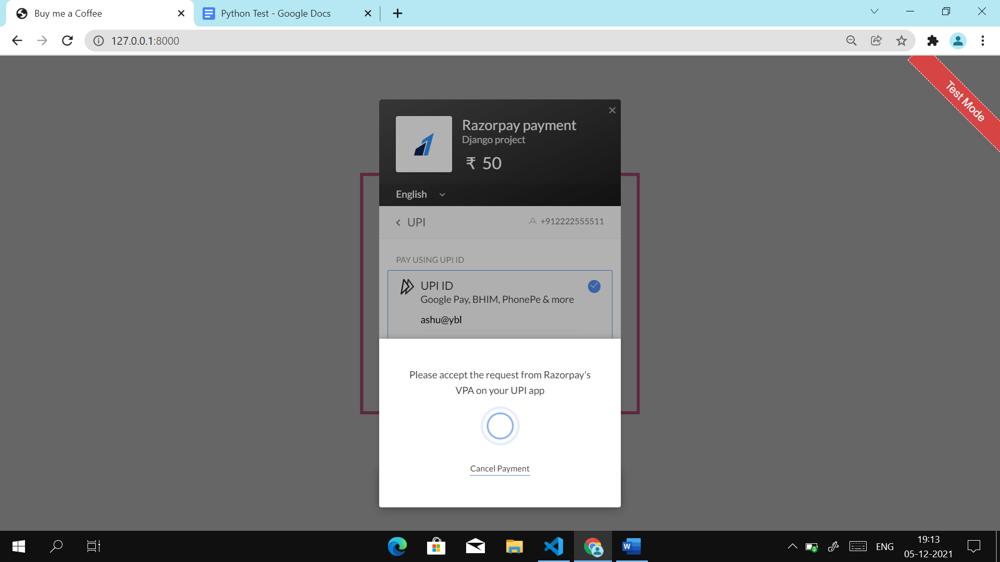 Buy me a Coffee
Python Test - Google Docs
127.0.0.1:8000
Test Mode
Razorpay payment
Django project
₹ 50
English
UPI
+912222555511
PAY USING UPI ID
UPI ID
Google Pay, BHIM, PhonePe & more
ashu@ybl
Please accept the request from Razorpay's
VPA on your UPI app
Cancel Payment
W
ENG
19:13
05-12-2021